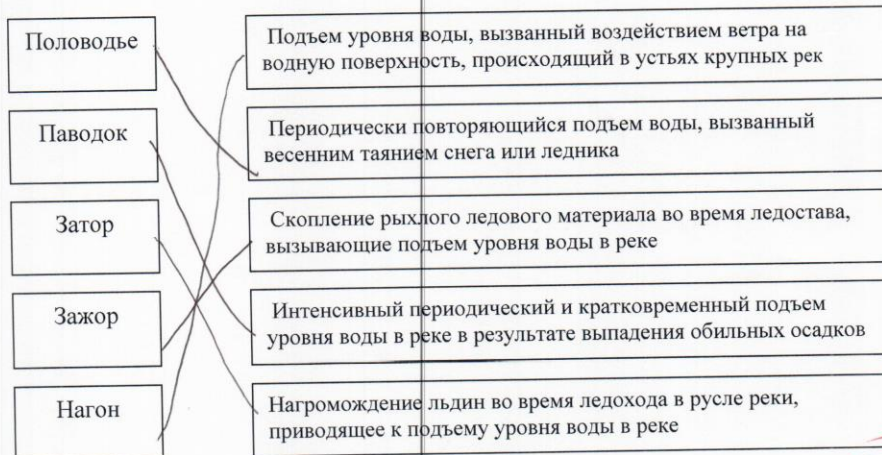 Половодье
Подъем уровня воды, вызванный воздействием ветра на
водную поверхность, происходящий в устьях крупных рек
Паводок
Периодически повторяющийся подъем воды, вызванный
весенним таянием снега или ледника
Затор
Скопление рыхлого ледового материала во время ледостава,
вызывающие подъем уровня воды в реке
Зажор
Интенсивный периодический и кратковременный подъем
уровня воды в реке в результате выпадения обильных осадков
Нагон
Нагромождение льдин во время ледохода в русле реки,
приводящее к подъему уровня воды в реке